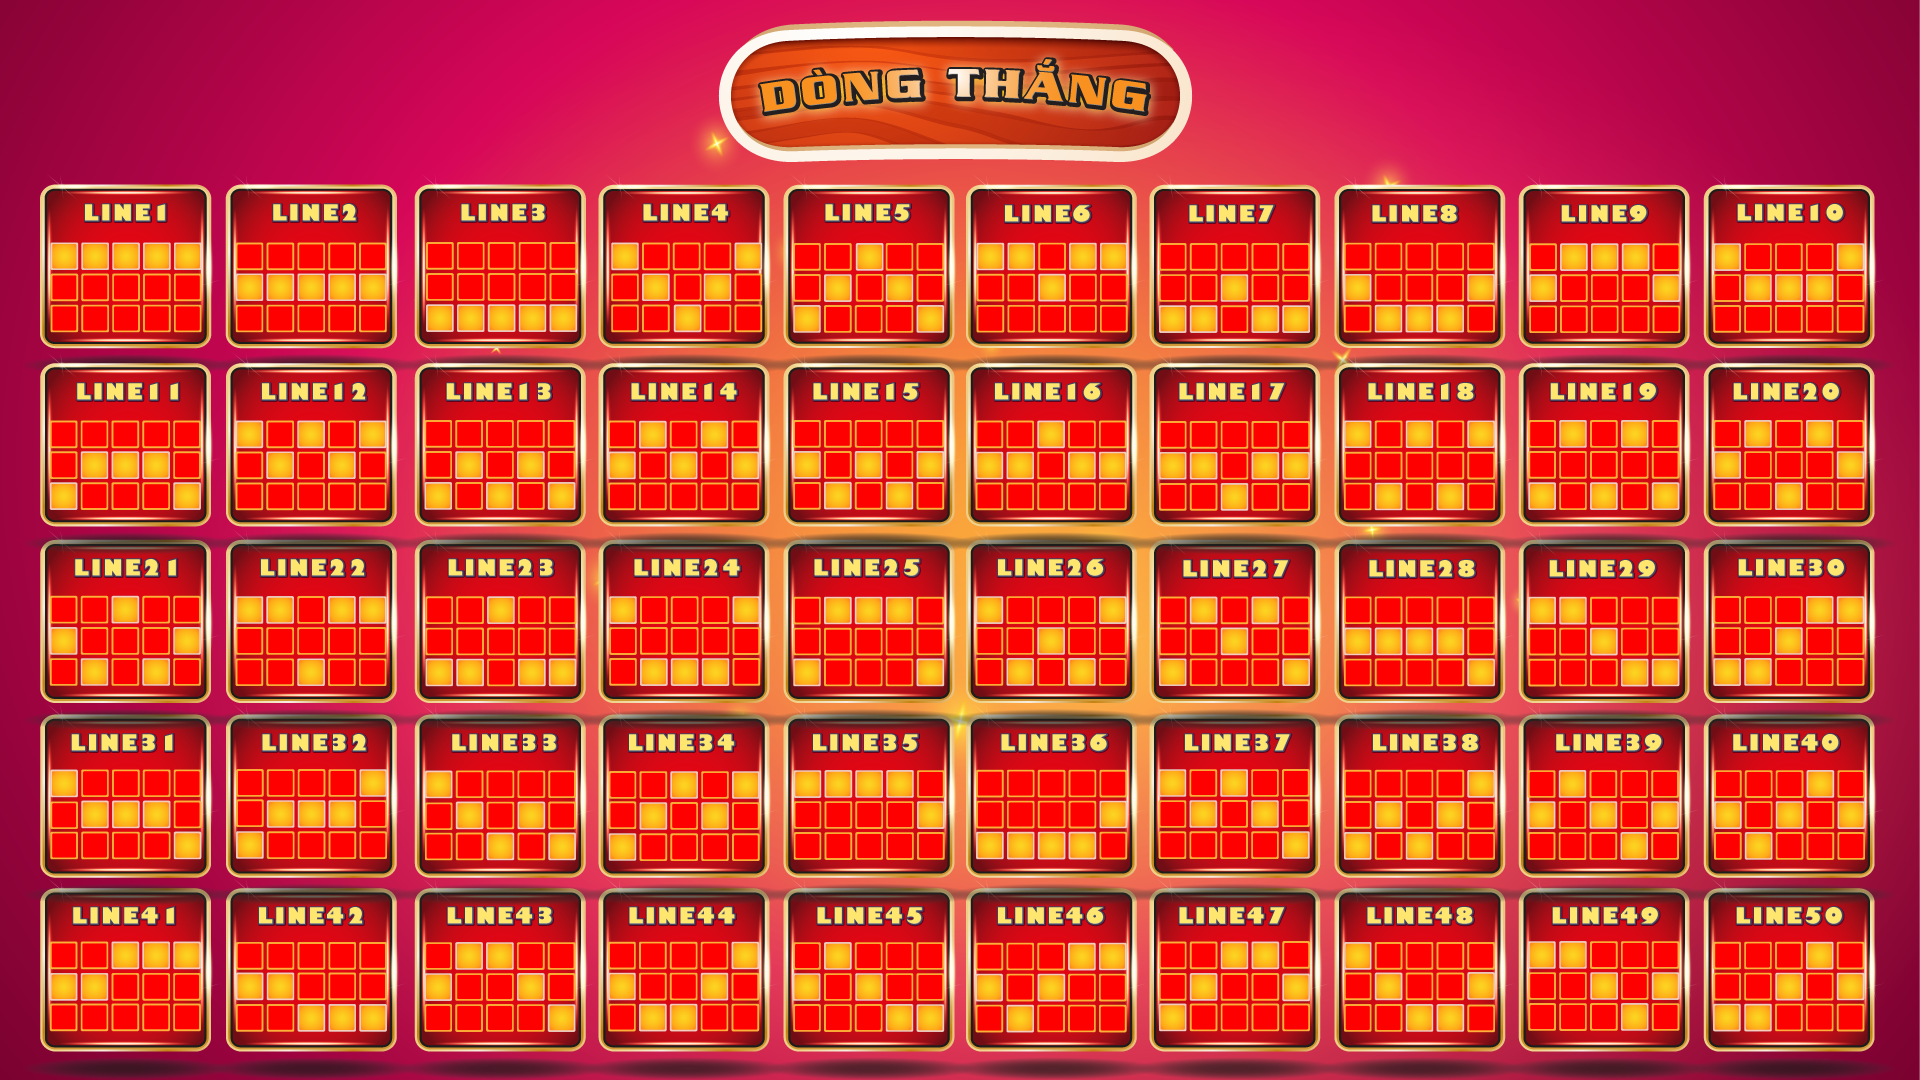 DÒNG THẮNG
LINE1 LINE2 LINE3 LINE4 LINE5 LINE6 LINE7 LINE8 LINE9 LINE10
LINE11 LINE12 LINE13 LINE14 LINE15 LINE16 LINE17 LINE18 LINE19 LINE20
LINE21 LINE22 LINE23 LINE24 LINE25 LINE26 LINE27 LINE28 LINE29 LINE30
LINE31 LINE32 LINE33 LINE34 LINE35 LINE36 LINE37 LINE38 LINE39 LINE40
LINE41 LINE42 LINE43 LINE44 LINE45 LINE46 LINE47 LINE48 LINE49 LINE50